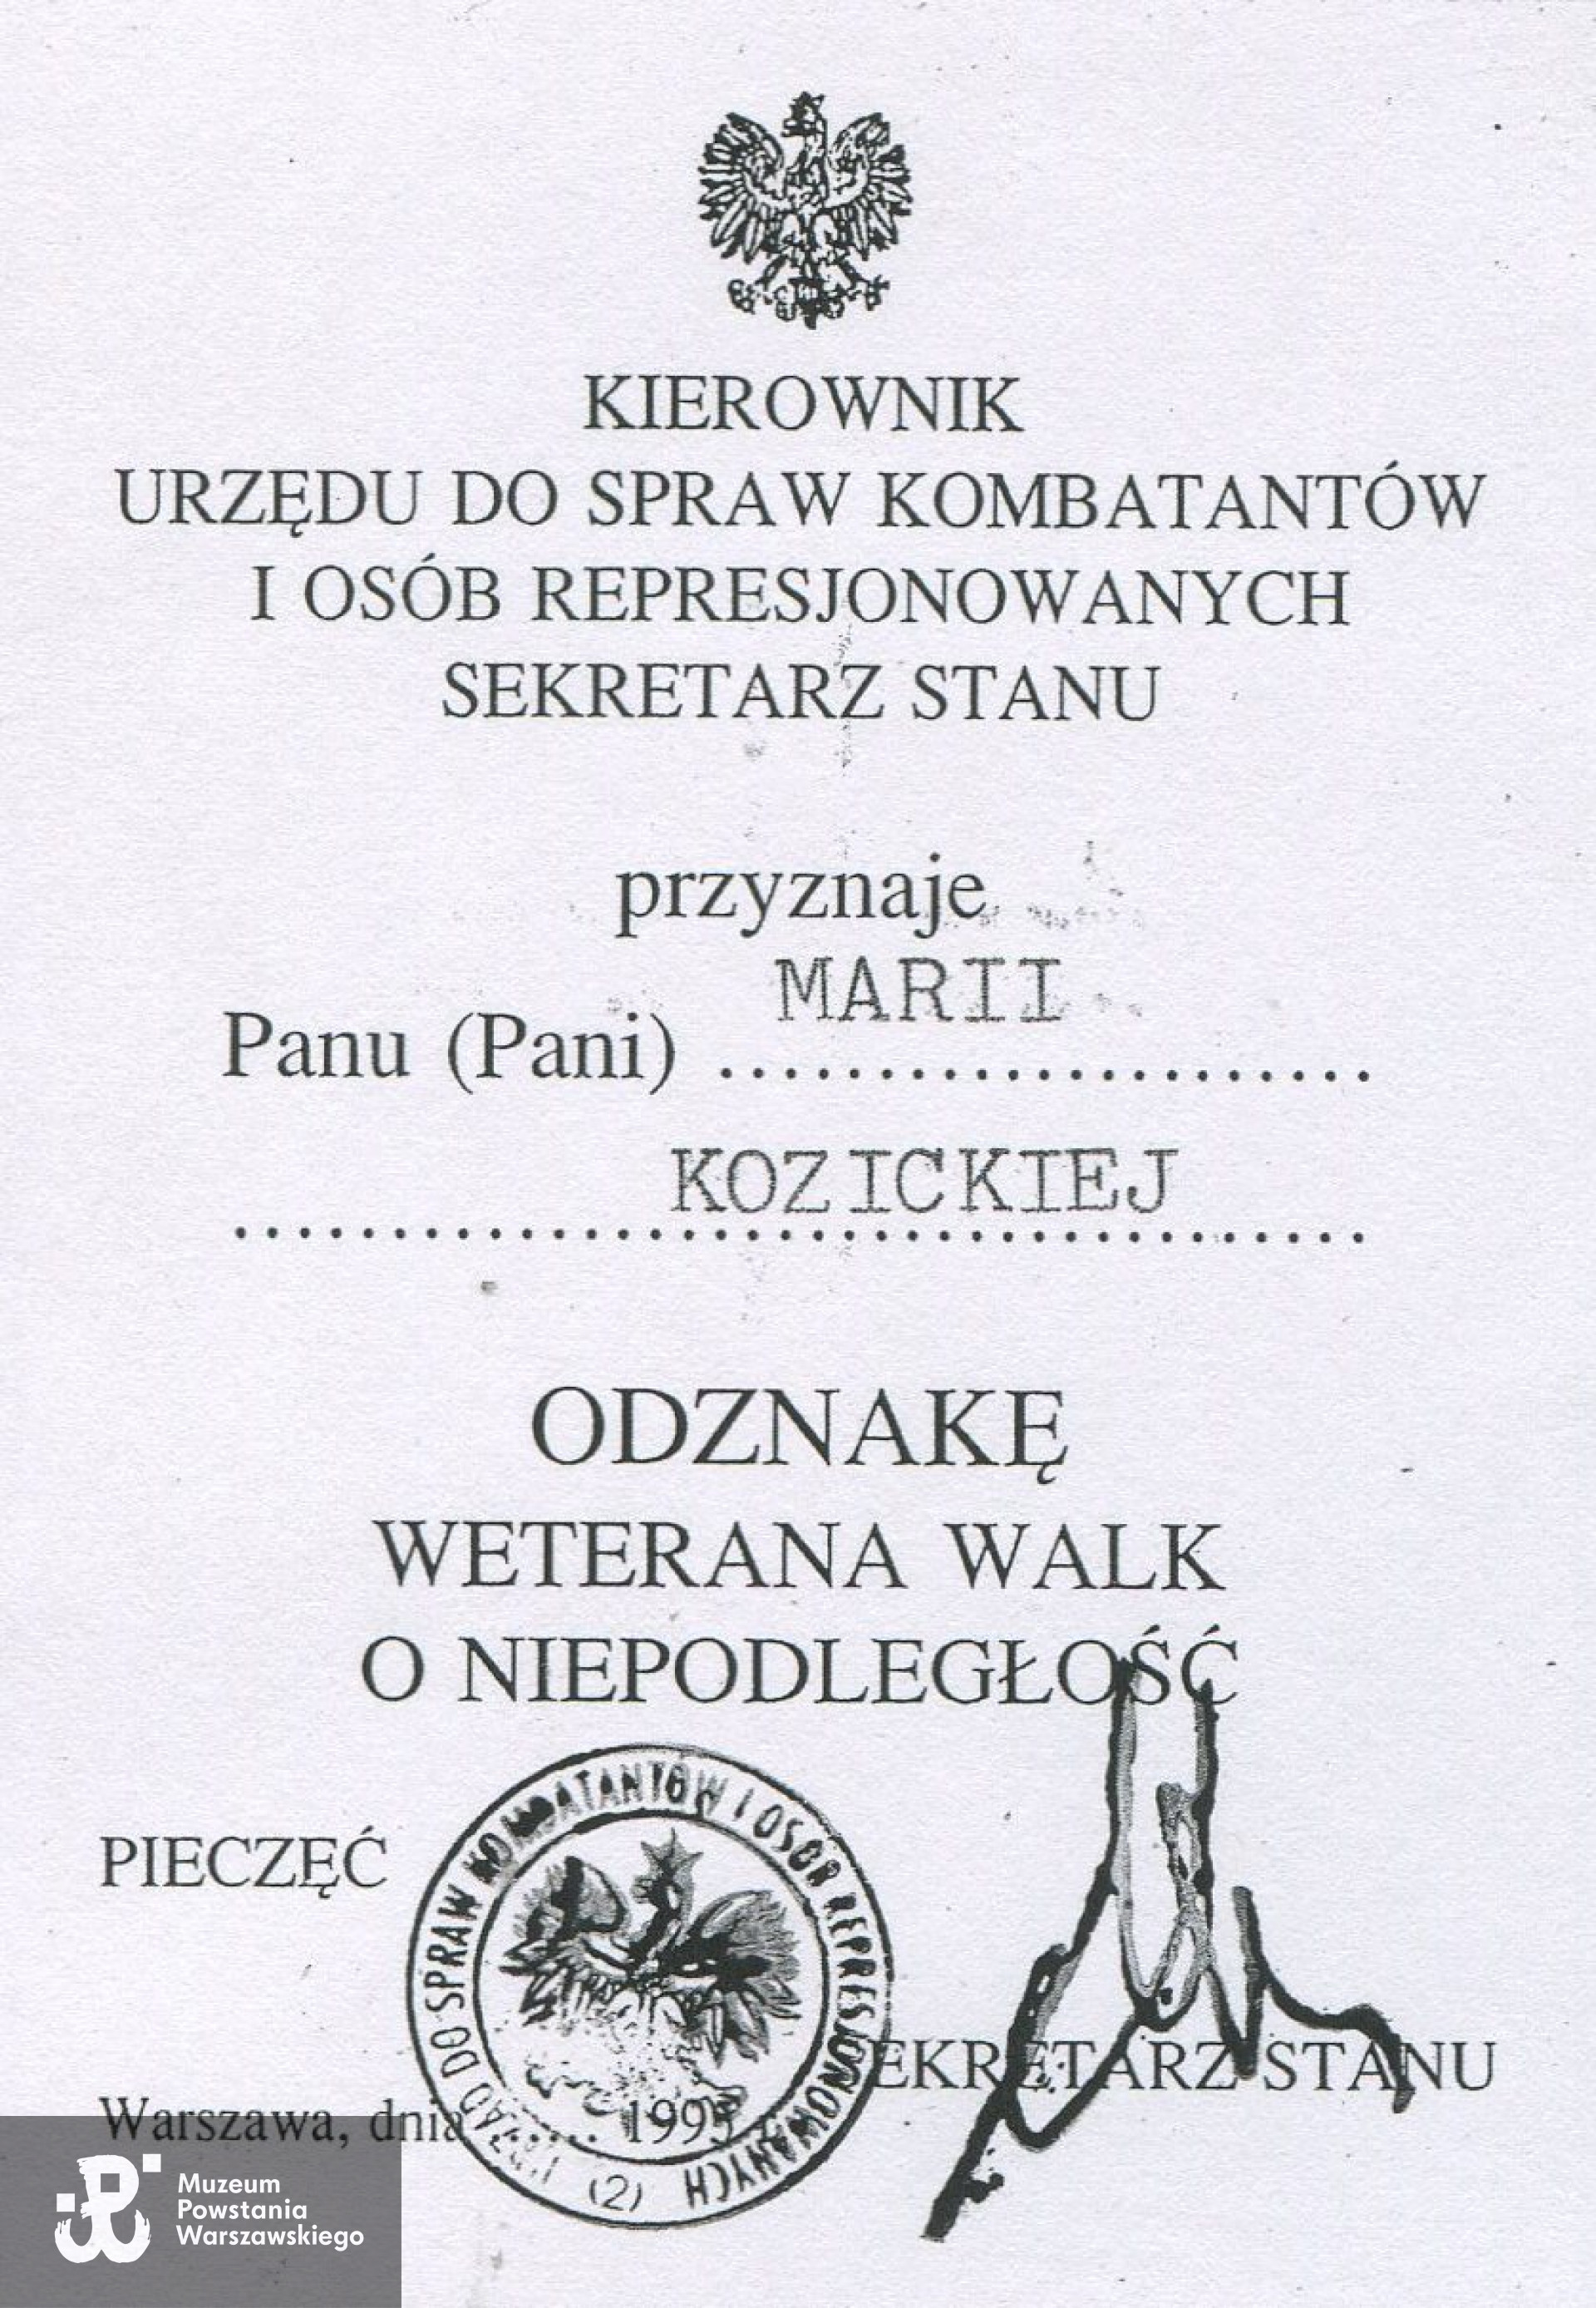 KIEROWNIK
URZĘDU DO SPRAW KOMBATANTÓW
I OSÓB REPRESJONOWANYCH
SEKRETARZ STANU
przyznaje
MARII
Panu (Pani) ......................
KOZICKIEJ
....................................
ODZNAKĘ
WETERANA WALK
O NIEPODLEGŁOŚĆ
PIECZĘĆ
URZĄD DO SPRAW KOMBATANTÓW I OSÓB REPRESJONOWANYCH (2)
SEKRETARZ STANU
Warszawa, dnia ..... 1995
Muzeum
Powstania
Warszawskiego